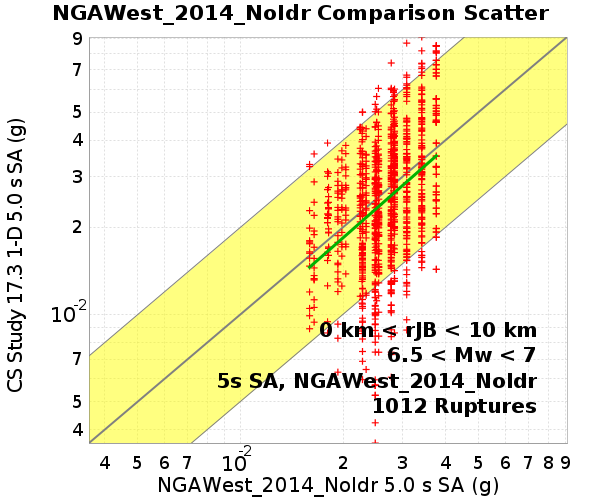 NGAWest_2014_NoIdr Comparison Scatter
CS Study 17.3 1-D 5.0 s SA (g)
9
7
5
4
3
2
10-2
7
5
4
0 km < rJB < 10 km
6.5 < Mw < 7
5s SA, NGAWest_2014_NoIdr
1012 Ruptures
4 5 6 7 10-2 2 3 4 5 6 7 8 9
NGAWest_2014_NoIdr 5.0 s SA (g)